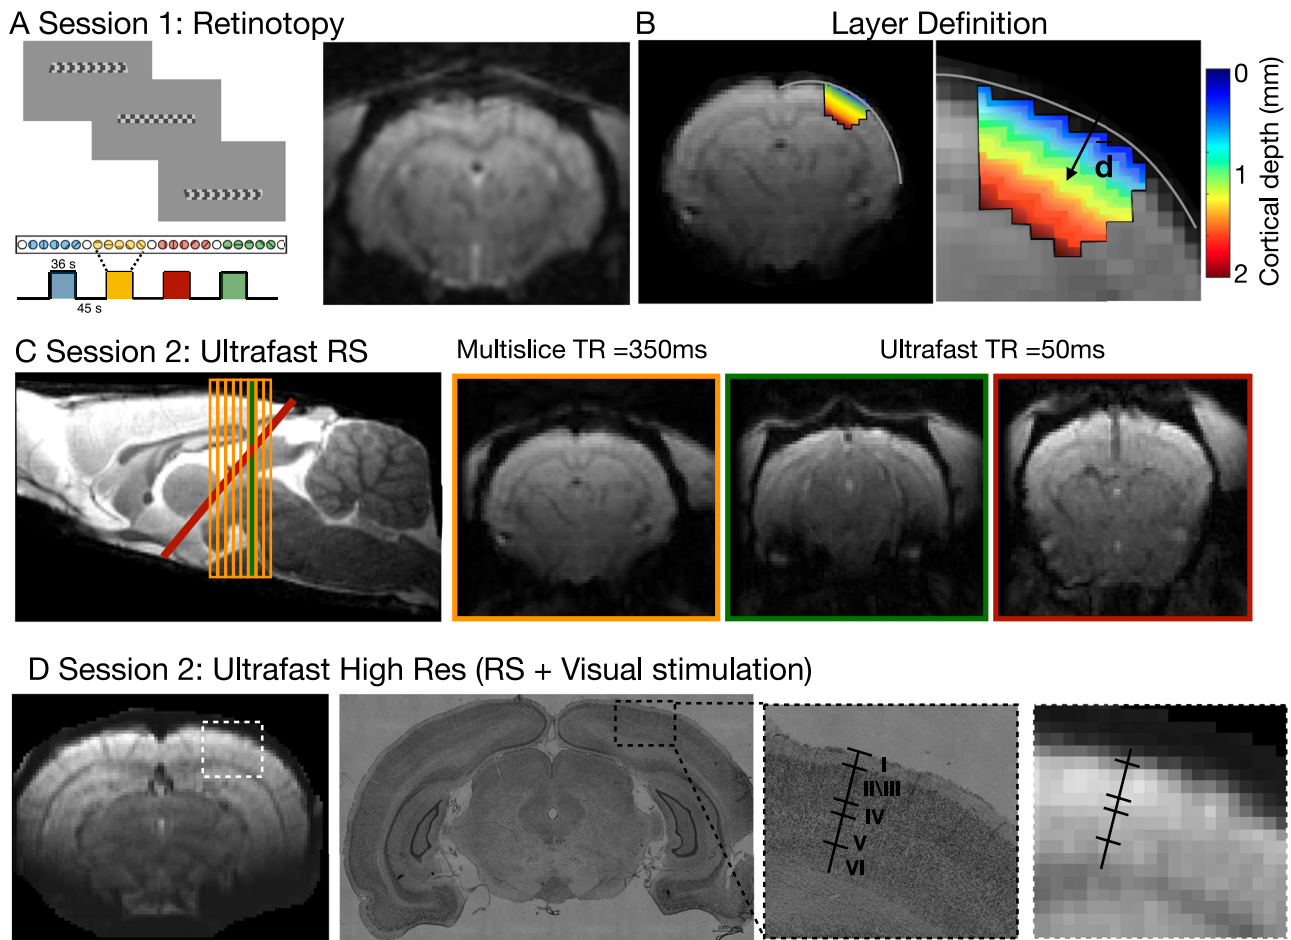 A Session 1: Retinotopy
B
Layer Definition
36 s
45 s
d
0
1
2
Cortical depth (mm)
C Session 2: Ultrafast RS
Multislice TR =350ms
Ultrafast TR =50ms
D Session 2: Ultrafast High Res (RS + Visual stimulation)
I
II\III
IV
V
VI